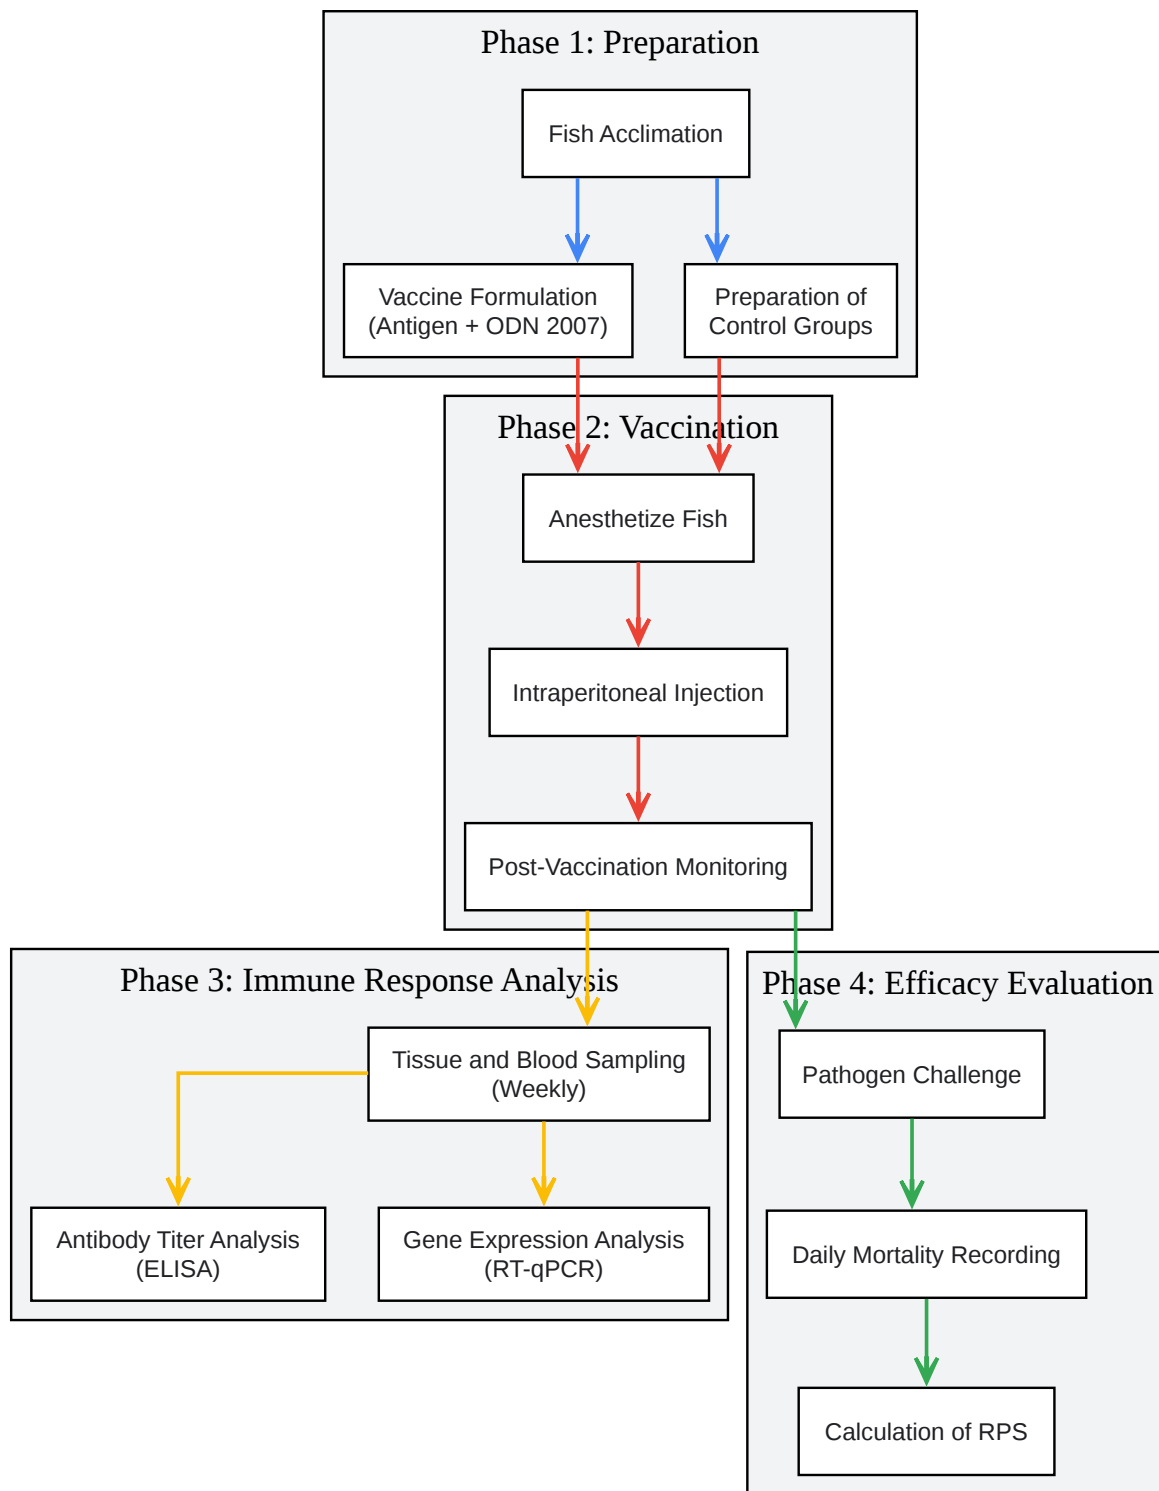 Phase 1: Preparation
Fish Acclimation
Vaccine Formulation
(Antigen + ODN 2007)
Preparation of
Control Groups
Phase 2: Vaccination
Anesthetize Fish
Intraperitoneal Injection
Post-Vaccination Monitoring
Phase 3: Immune Response Analysis
Tissue and Blood Sampling
(Weekly)
Antibody Titer Analysis
(ELISA)
Gene Expression Analysis
(RT-qPCR)
Phase 4: Efficacy Evaluation
Pathogen Challenge
Daily Mortality Recording
Calculation of RPS